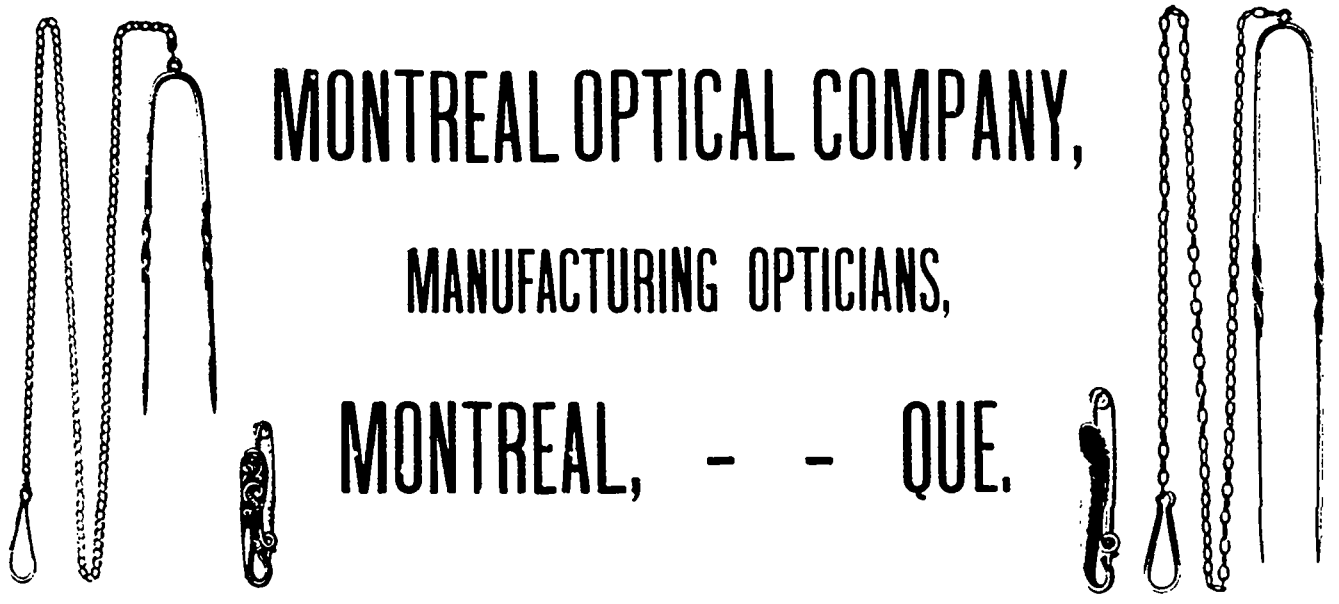 MONTREAL OPTICAL COMPANY,
MANUFACTURING OPTICIANS,
MONTREAL, - - QUE.